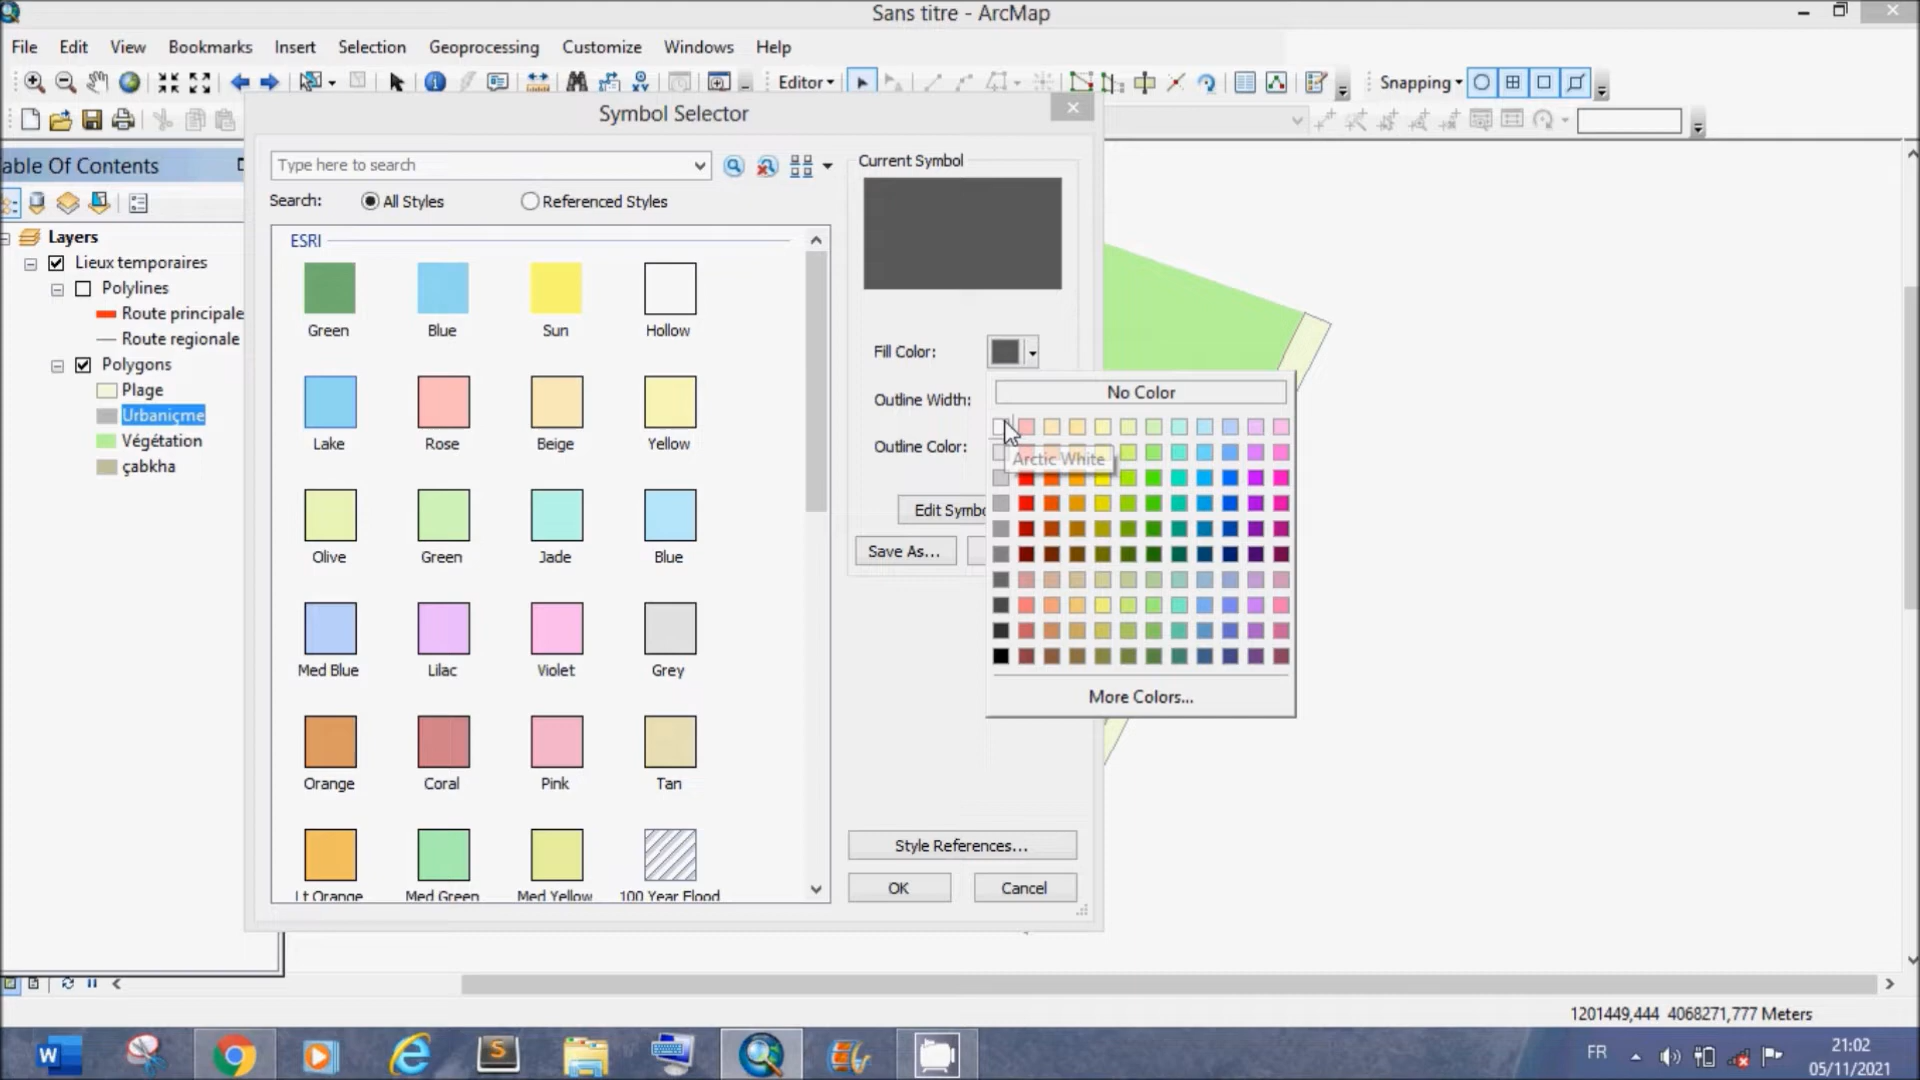 Sans titre - ArcMap
File Edit View Bookmarks Insert Selection Geoprocessing Customize Windows Help
Editor Snapping
Symbol Selector
able Of Contents
Layers
Lieux temporaires
Polylines
Route principale
Route regionale
Polygons
Plage
Urbaniçme
Végétation
çabkha
Type here to search
Search: All Styles Referenced Styles
ESRI
Green Blue Sun Hollow
Lake Rose Beige Yellow
Olive Green Jade Blue
Med Blue Lilac Violet Grey
Orange Coral Pink Tan
Lt Orange Med Green Med Yellow 100 Year Flood
Current Symbol
Fill Color:
Outline Width:
Outline Color:
Edit Symbo
Save As...
No Color
Arctic White
More Colors...
Style References...
OK Cancel
1201449,444 4068271,777 Meters
W S FR 21:02
05/11/2021